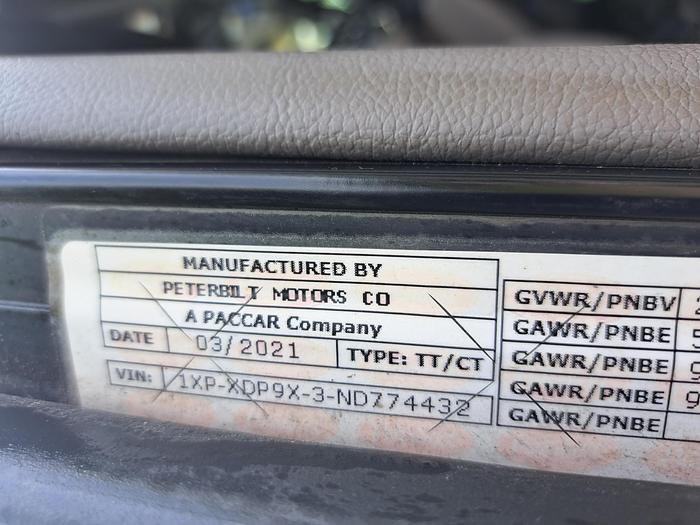 MANUFACTURED BY
PETERBILT MOTORS CO
A PACCAR Company
DATE 03/2021 TYPE: TT/CT
VIN: 1XP-XDP9X-3-ND774432
GVWR/PNBV
GAWR/PNBE
GAWR/PNBE
GAWR/PNBE
GAWR/PNBE